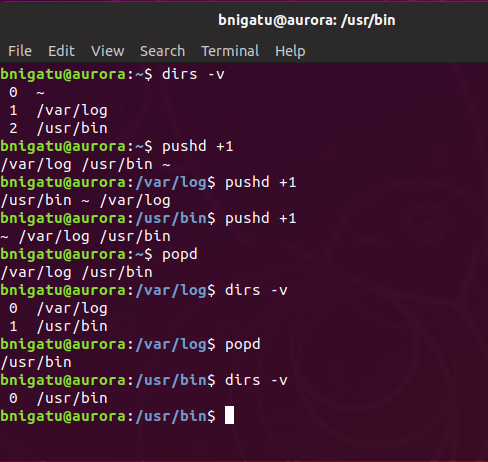 bnigatu@aurora: /usr/bin
File Edit View Search Terminal Help
bnigatu@aurora:~$ dirs -v
 0  ~
 1  /var/log
 2  /usr/bin
bnigatu@aurora:~$ pushd +1
/var/log /usr/bin ~
bnigatu@aurora:/var/log$ pushd +1
/usr/bin ~ /var/log
bnigatu@aurora:/usr/bin$ pushd +1
~ /var/log /usr/bin
bnigatu@aurora:~$ popd
/var/log /usr/bin
bnigatu@aurora:/var/log$ dirs -v
 0  /var/log
 1  /usr/bin
bnigatu@aurora:/var/log$ popd
/usr/bin
bnigatu@aurora:/usr/bin$ dirs -v
 0  /usr/bin
bnigatu@aurora:/usr/bin$